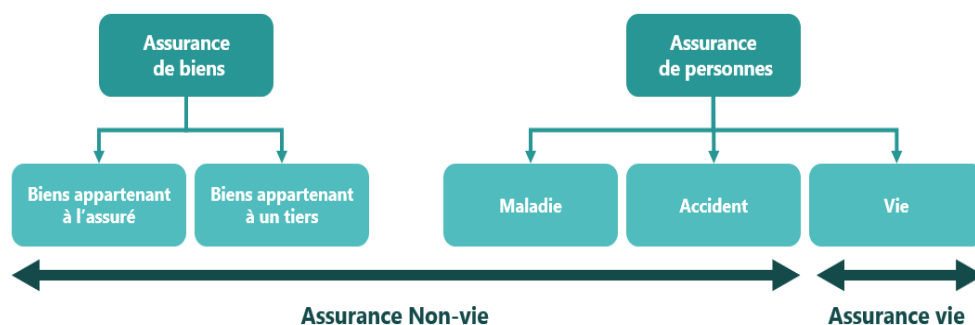 Assurance
de biens
Assurance
de personnes
Biens appartenant
à l'assuré
Biens appartenant
à un tiers
Maladie
Accident
Vie
Assurance Non-vie
Assurance vie